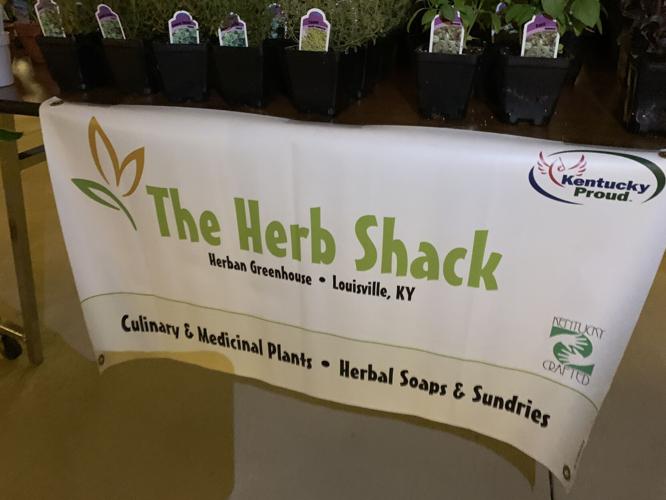 Kentucky
Proud
The Herb Shack
Herban Greenhouse • Louisville, KY
KENTUCKY
CRAFTED
Culinary & Medicinal Plants • Herbal Soaps & Sundries